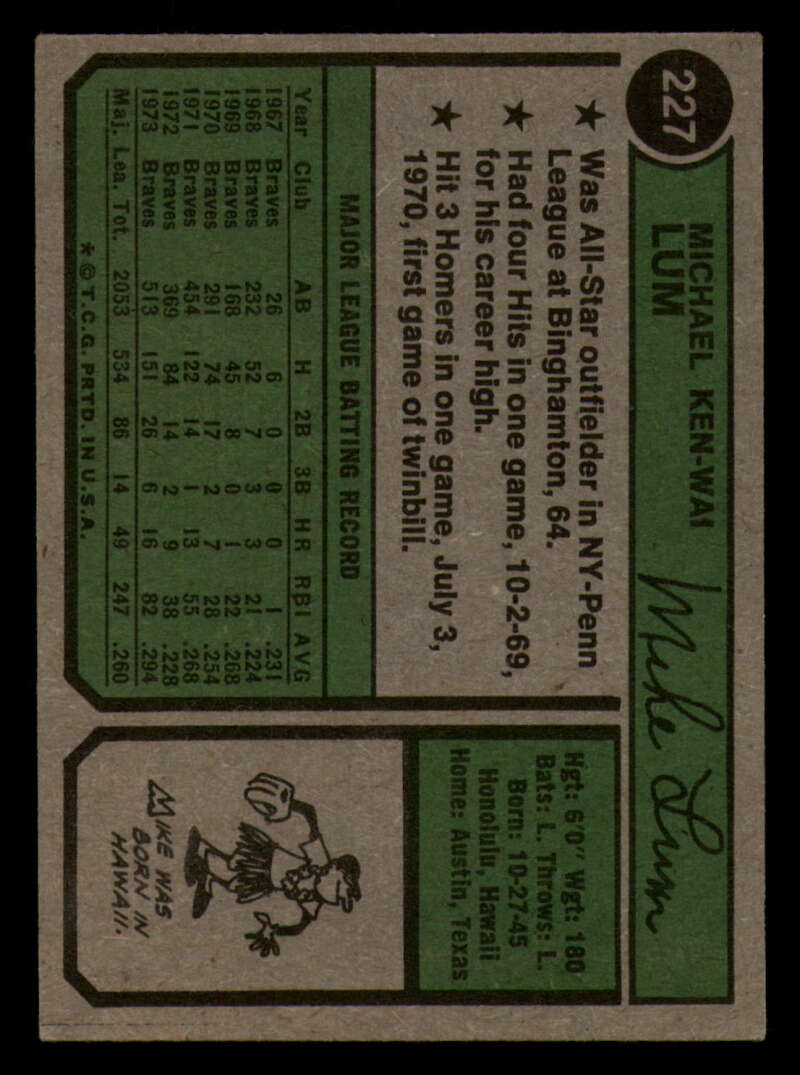 227
MICHAEL KEN-WAI
LUM
Mike Lum
★ Was All-Star outfielder in NY-Penn
League at Binghamton, 64.
★ Had four Hits in one game, 10-2-69,
for his career high.
★ Hit 3 Homers in one game, July 3,
1970, first game of twinbill.
MAJOR LEAGUE BATTING RECORD
Year Club AB H 2B 3B HR RBI AVG
1967 Braves 26 6 0 0 0 1 .231
1968 Braves 232 52 7 3 3 21 .224
1969 Braves 168 45 8 0 1 22 .268
1970 Braves 291 74 17 2 7 28 .254
1971 Braves 454 122 14 1 13 55 .268
1972 Braves 369 84 14 2 9 38 .228
1973 Braves 513 151 26 6 16 82 .294
Maj. Lea. Tot. 2053 534 86 14 49 247 .260
* © T.C.G. PRTD. IN U.S.A.
Hgt: 6'0" Wgt: 180
Bats: L. Throws: L.
Born: 10-27-45
Honolulu, Hawaii
Home: Austin, Texas
MIKE WAS
BORN IN
HAWAII.